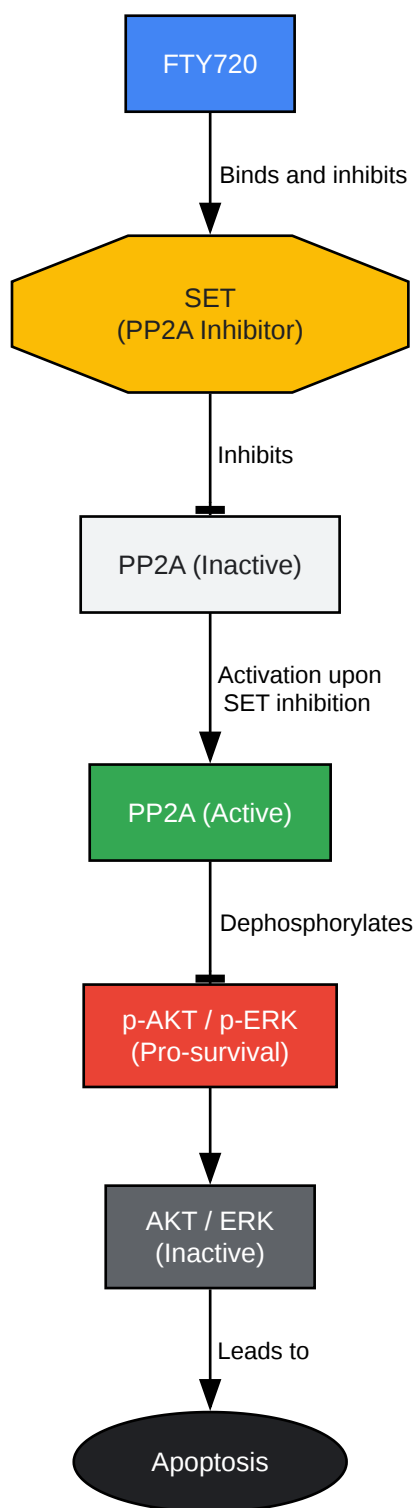 FTY720
Binds and inhibits
SET
(PP2A Inhibitor)
Inhibits
PP2A (Inactive)
Activation upon
SET inhibition
PP2A (Active)
Dephosphorylates
p-AKT / p-ERK
(Pro-survival)
AKT / ERK
(Inactive)
Leads to
Apoptosis